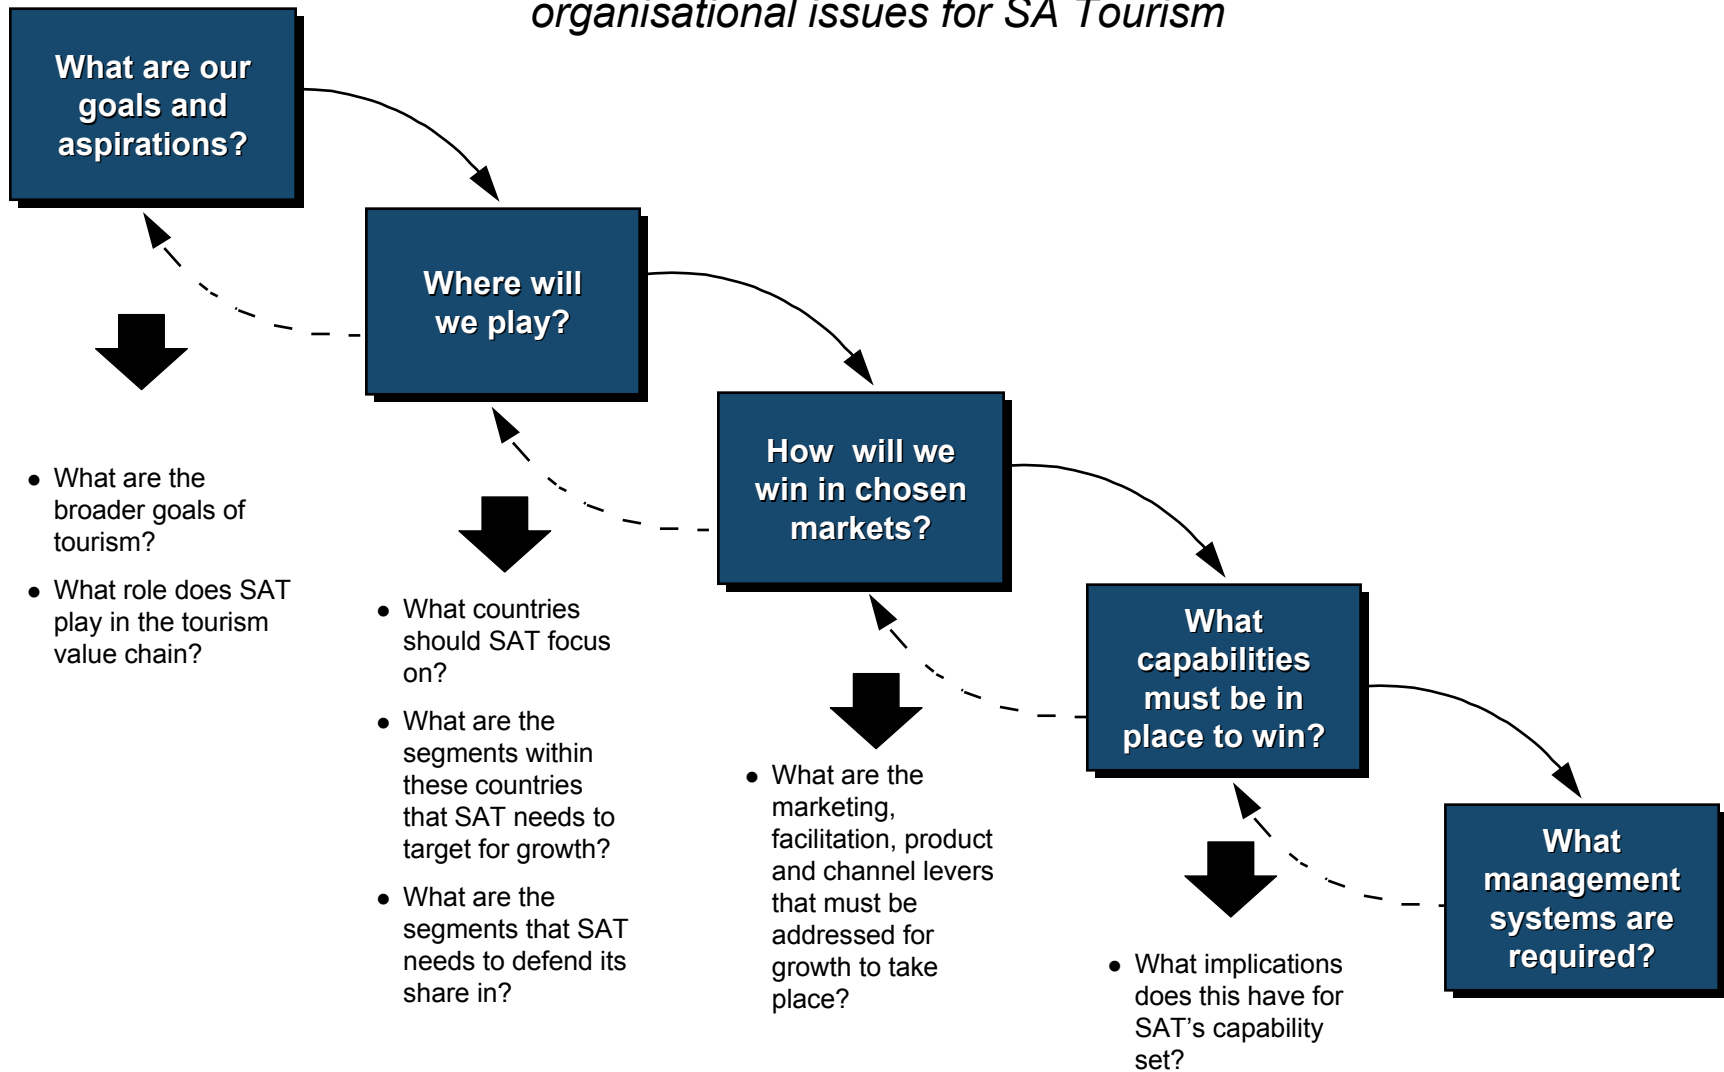 organisational issues for SA Tourism
What are our
goals and
aspirations?
Where will
we play?
How will we
win in chosen
markets?
What
capabilities
must be in
place to win?
What
management
systems are
required?
● What are the
broader goals of
tourism?
● What role does SAT
play in the tourism
value chain?
● What countries
should SAT focus
on?
● What are the
segments within
these countries
that SAT needs to
target for growth?
● What are the
segments that SAT
needs to defend its
share in?
● What are the
marketing,
facilitation, product
and channel levers
that must be
addressed for
growth to take
place?
● What implications
does this have for
SAT's capability
set?